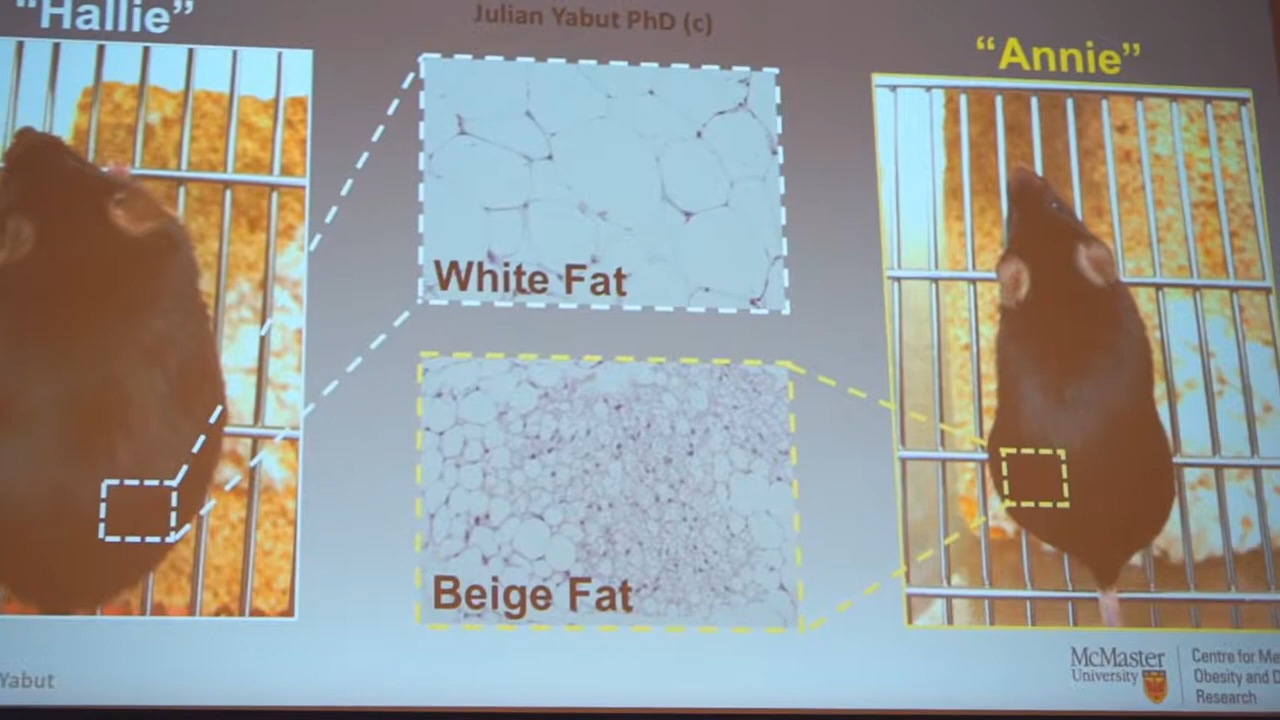 “Hallie”
Julian Yabut PhD (c)
“Annie”
White Fat
Beige Fat
Yabut
McMaster
University
Centre for Me
Obesity and D
Research